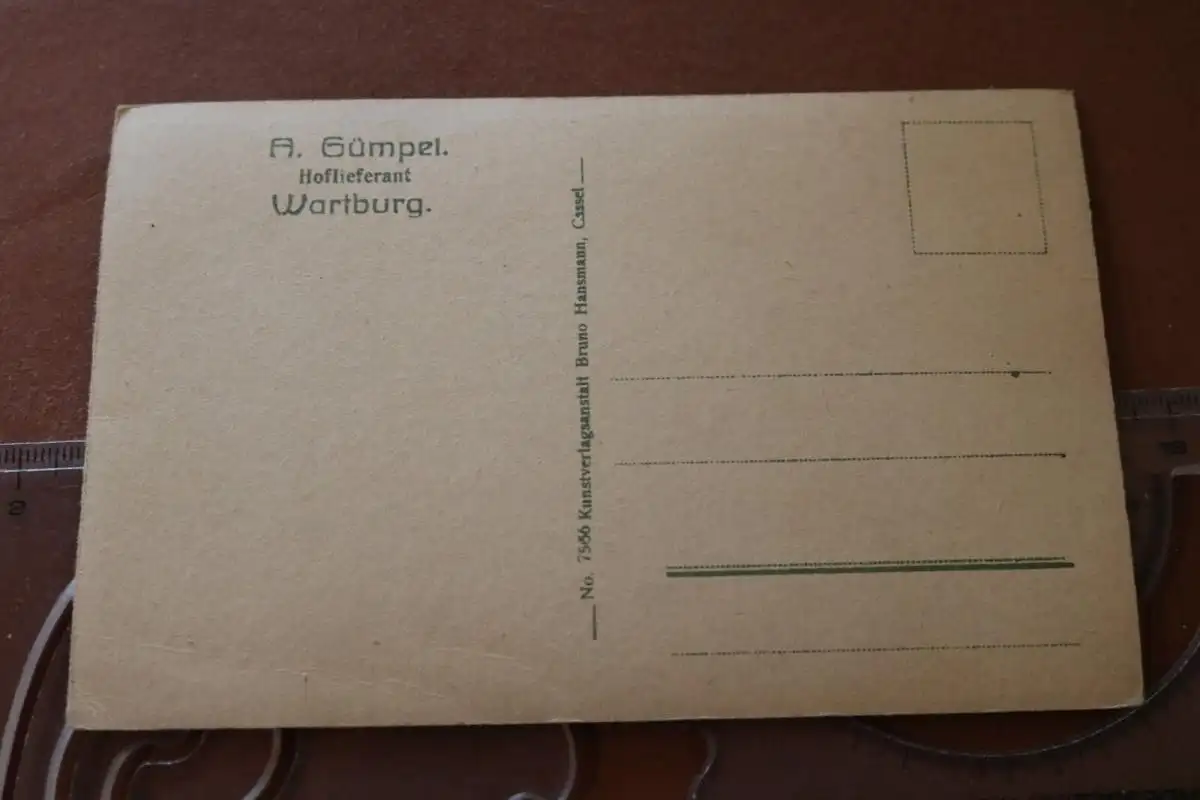 A. Gümpel.
Hoflieferant
Wartburg.
No. 7566 Kunstverlagsanstalt Bruno Hansmann, Cassel